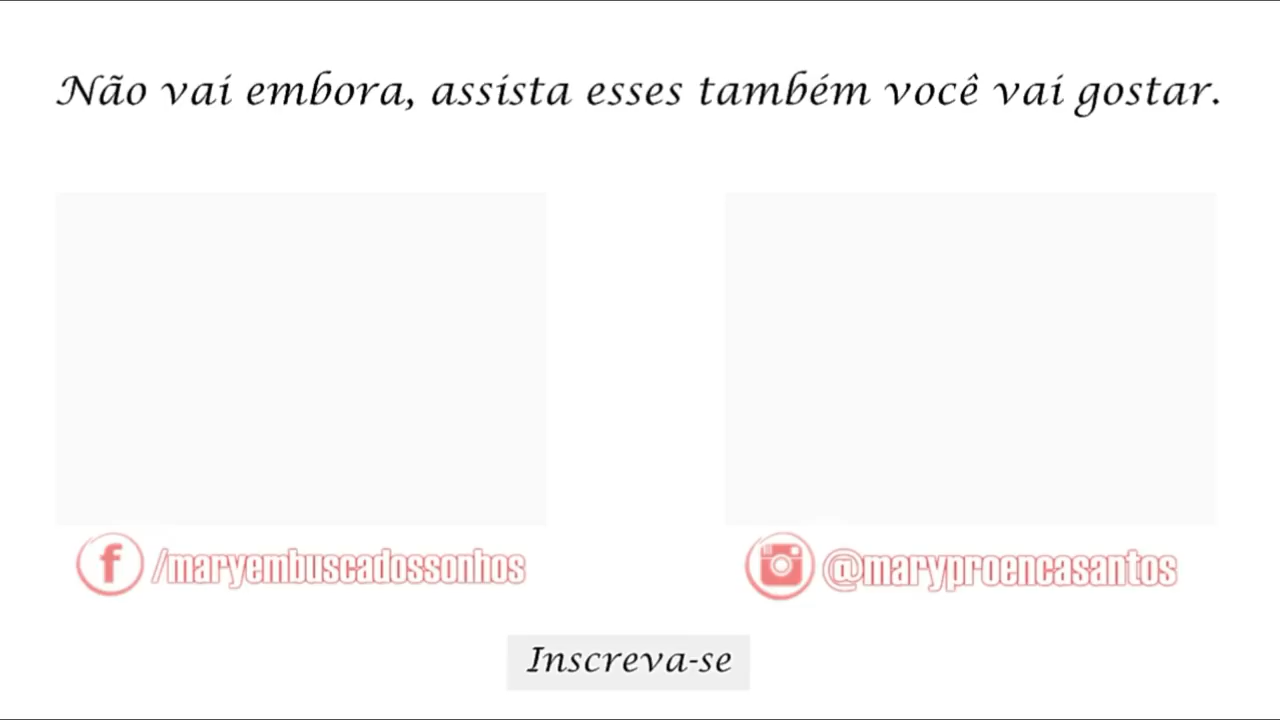 Não vai embora, assista esses também você vai gostar.
/maryembuscadossonhos
@maryproencasantos
Inscreva-se